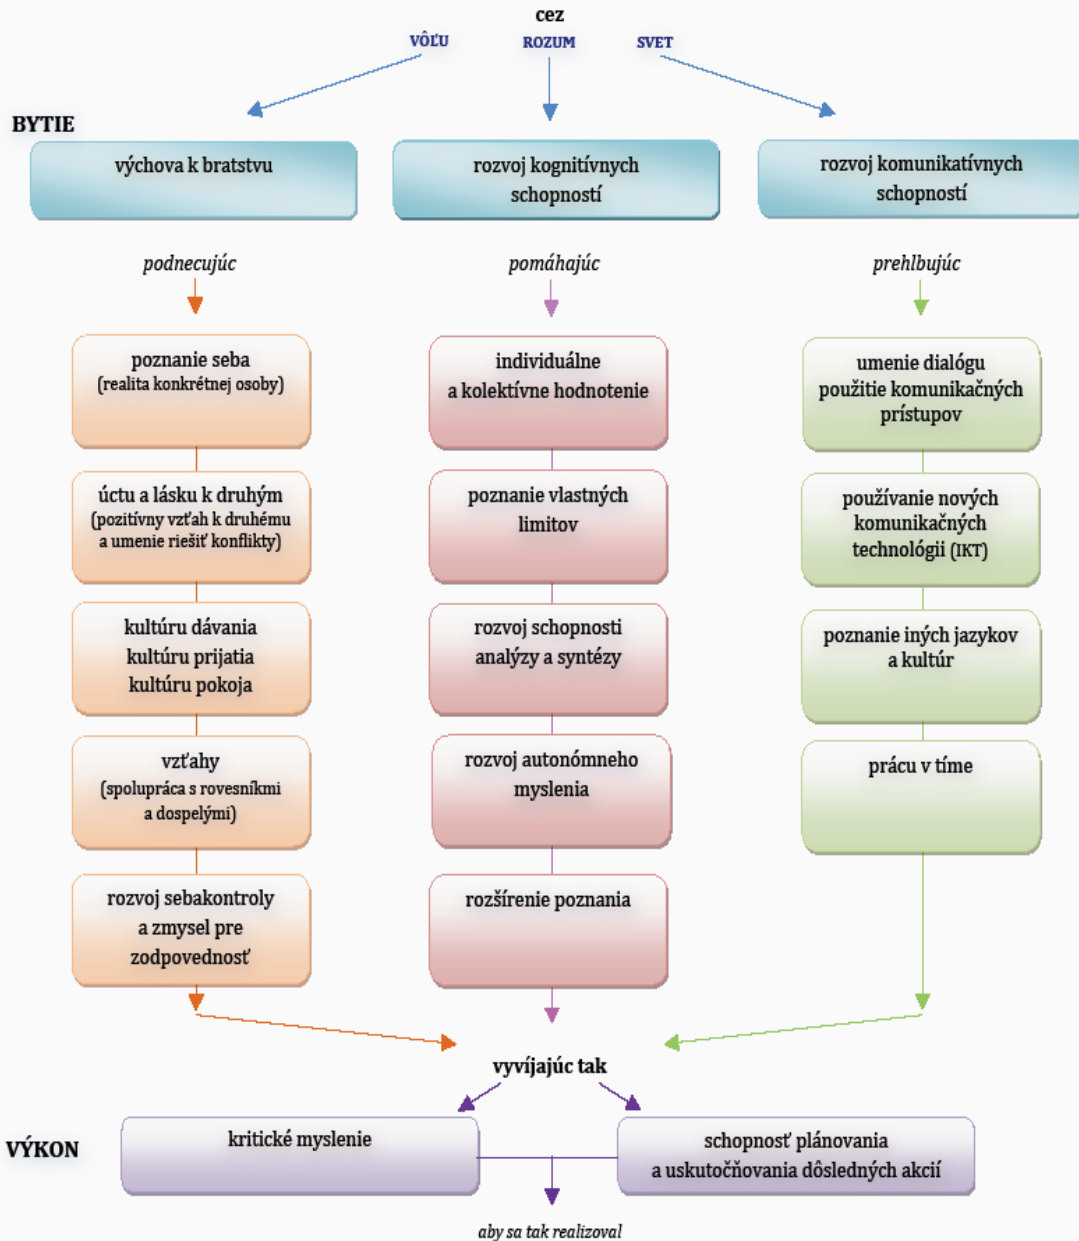 cez
VÔĽU ROZUM SVET
BYTIE
výchova k bratstvu
rozvoj kognitívnych
schopností
rozvoj komunikatívnych
schopností
podnecujúc
pomáhajúc
prehlbujúc
poznanie seba
(realita konkrétnej osoby)
úctu a lásku k druhým
(pozitívny vzťah k druhému
a umenie riešiť konflikty)
kultúru dávania
kultúru prijatia
kultúru pokoja
vzťahy
(spolupráca s rovesníkmi
a dospelými)
rozvoj sebakontroly
a zmysel pre
zodpovednosť
individuálne
a kolektívne hodnotenie
poznanie vlastných
limitov
rozvoj schopnosti
analýzy a syntézy
rozvoj autonómneho
myslenia
rozšírenie poznania
umenie dialógu
použitie komunikačných
prístupov
používanie nových
komunikačných
technológii (IKT)
poznanie iných jazykov
a kultúr
prácu v tíme
vyvíjajúc tak
VÝKON
kritické myslenie
schopnosť plánovania
a uskutočňovania dôsledných akcií
aby sa tak realizoval